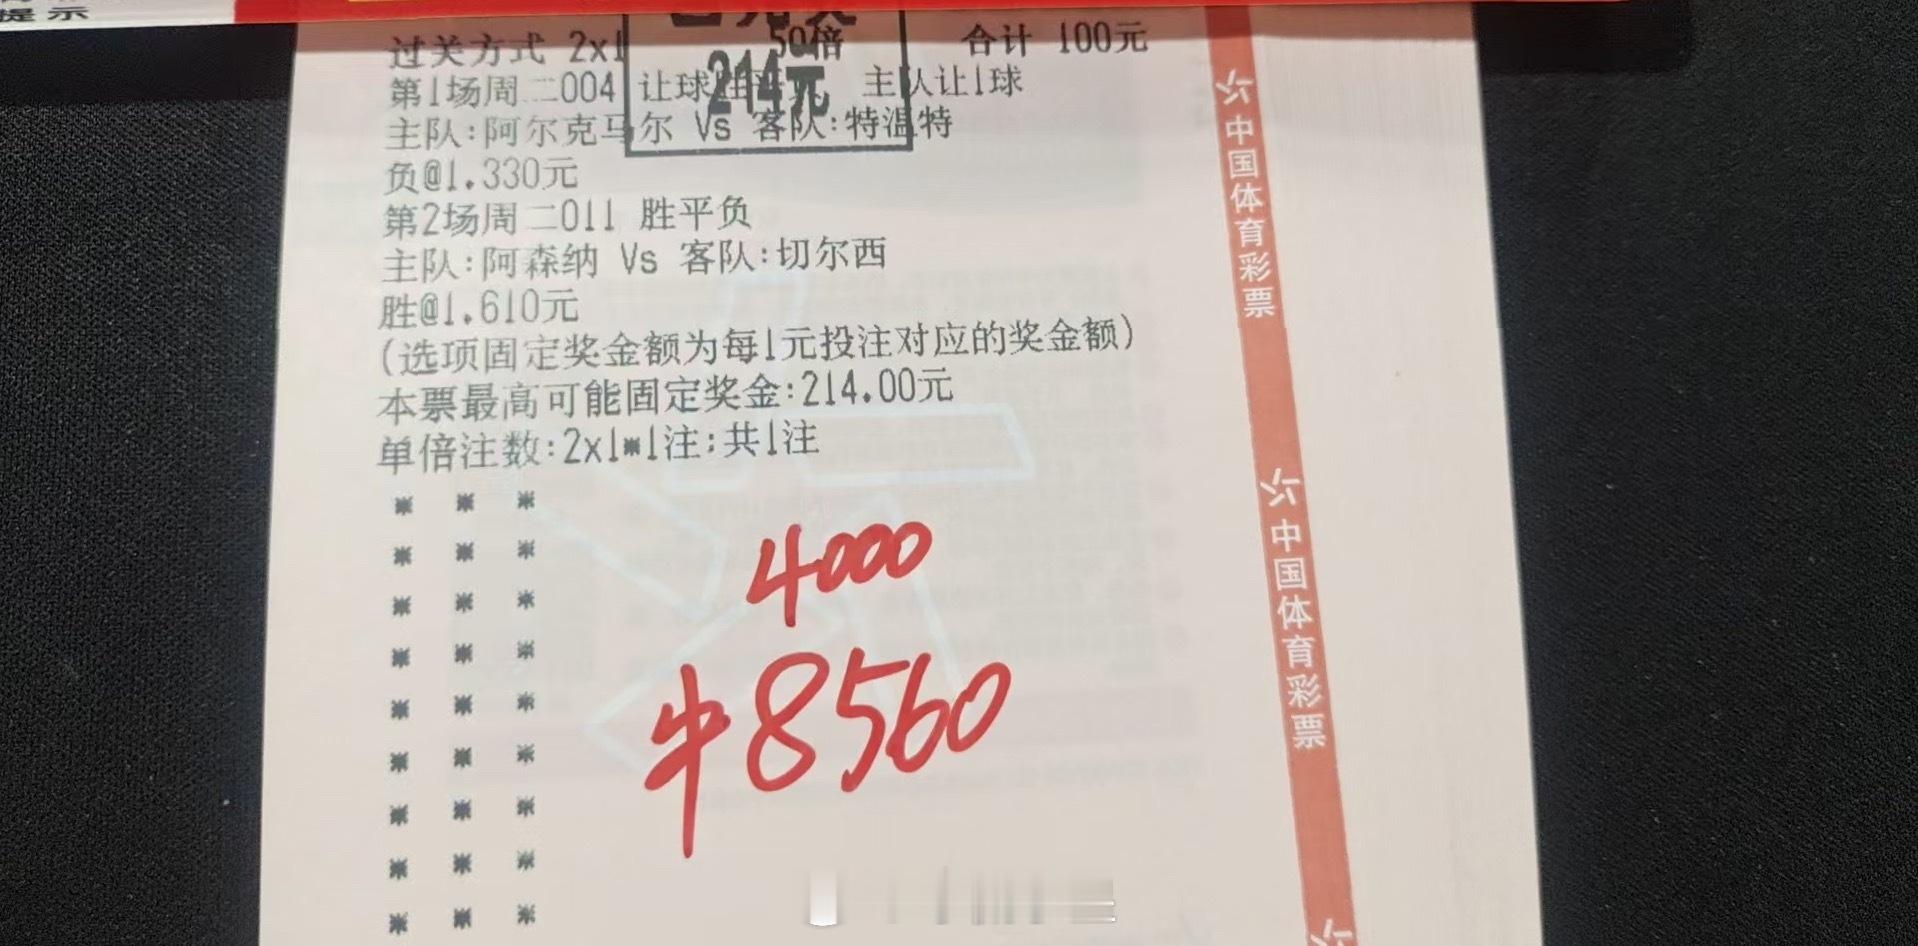 提示
过关方式 2x1 50倍 合计 100元
214元
第1场周二004 让球胜平负 主队让1球
主队:阿尔克马尔 Vs 客队:特温特
负@1.330元
第2场周二011 胜平负
主队:阿森纳 Vs 客队:切尔西
胜@1.610元
(选项固定奖金额为每1元投注对应的奖金额)
本票最高可能固定奖金:214.00元
单倍注数:2x1*1注;共1注
4000
中8560
中国体育彩票
中国体育彩票